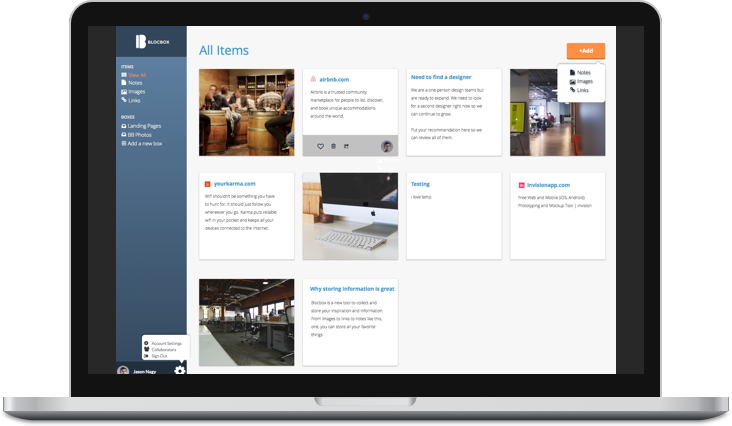 BLOCBOX
ITEMS
View All
Notes
Images
Links
BOXES
Landing Pages
BB Photos
Add a new box
Account Settings
Collaborators
Sign Out
Jason Nagy
All Items
+Add
Notes
Images
Links
airbnb.com
Airbnb is a trusted community
marketplace for people to list, discover,
and book unique accommodations
around the world.
Need to find a designer
We are a one person design teams but
are ready to expand. We need to look
for a second designer right now so we
can continue to grow.
Put your recommendation here so we
can review all of them.
yourkarma.com
Wifi shouldn't be something you have
to hunt for. It should just follow you
wherever you go. Karma puts reliable
wifi in your pocket and keeps all your
devices connected to the internet.
Testing
I love lamp
invisionapp.com
Free Web and Mobile (iOS, Android)
Prototyping and Mockup Tool | Invision
Why storing information is great
Blocbox is a new tool to collect and
store your inspiration and information.
From images to links to notes like this,
one, you can store all your favorite
things.